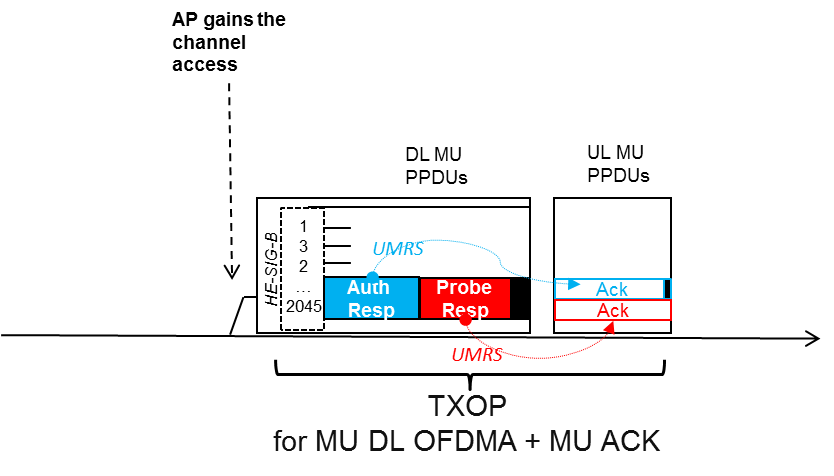 AP gains the
channel
access
DL MU
PPDUs
UL MU
PPDUs
HE-SIG-B
1
3
2
...
2045
UMRS
Auth
Resp
Probe
Resp
Ack
Ack
UMRS
TXOP
for MU DL OFDMA + MU ACK